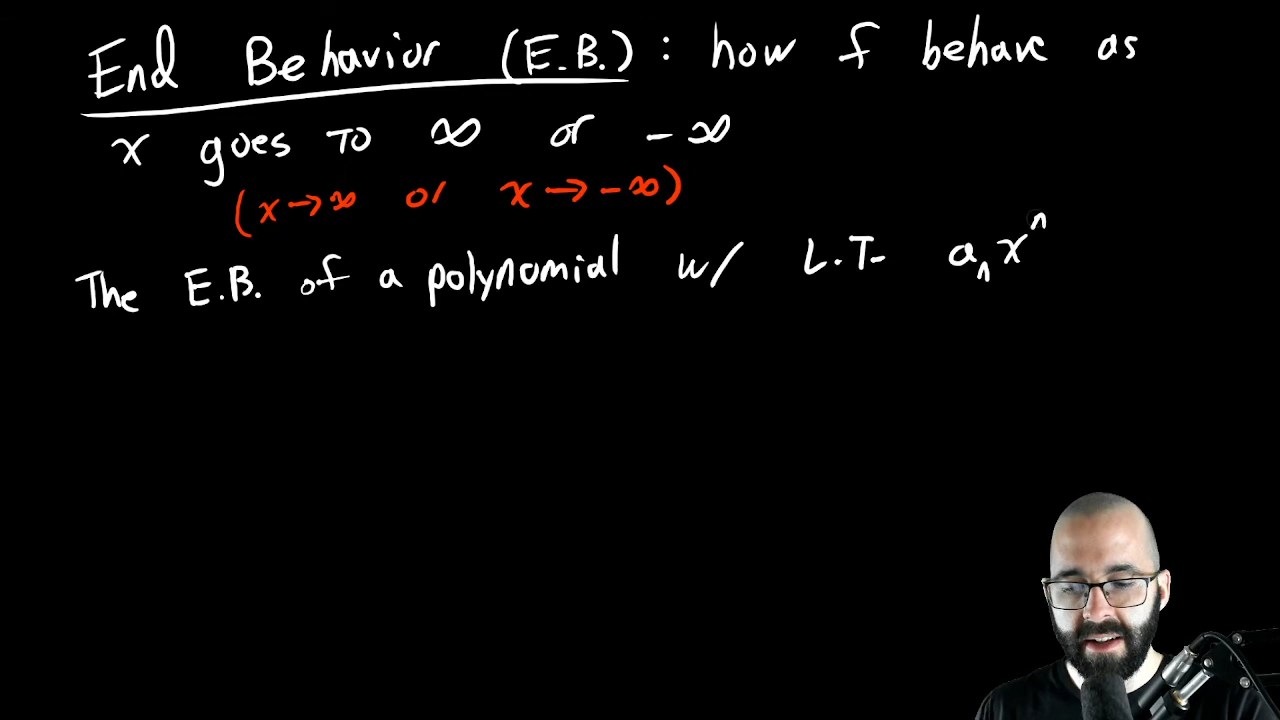 End Behavior (E.B.): how f behave as
x goes to ∞ or -∞
(x→∞ or x→-∞)
The E.B. of a polynomial w/ L.T. aₙxⁿ